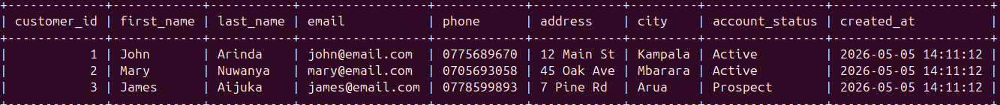 | customer_id | first_name | last_name | email | phone | address | city | account_status | created_at |
| 1 | John | Arinda | john@email.com | 0775689670 | 12 Main St | Kampala | Active | 2026-05-05 14:11:12 |
| 2 | Mary | Nuwanya | mary@email.com | 0705693058 | 45 Oak Ave | Mbarara | Active | 2026-05-05 14:11:12 |
| 3 | James | Aijuka | james@email.com | 0778599893 | 7 Pine Rd | Arua | Prospect | 2026-05-05 14:11:12 |